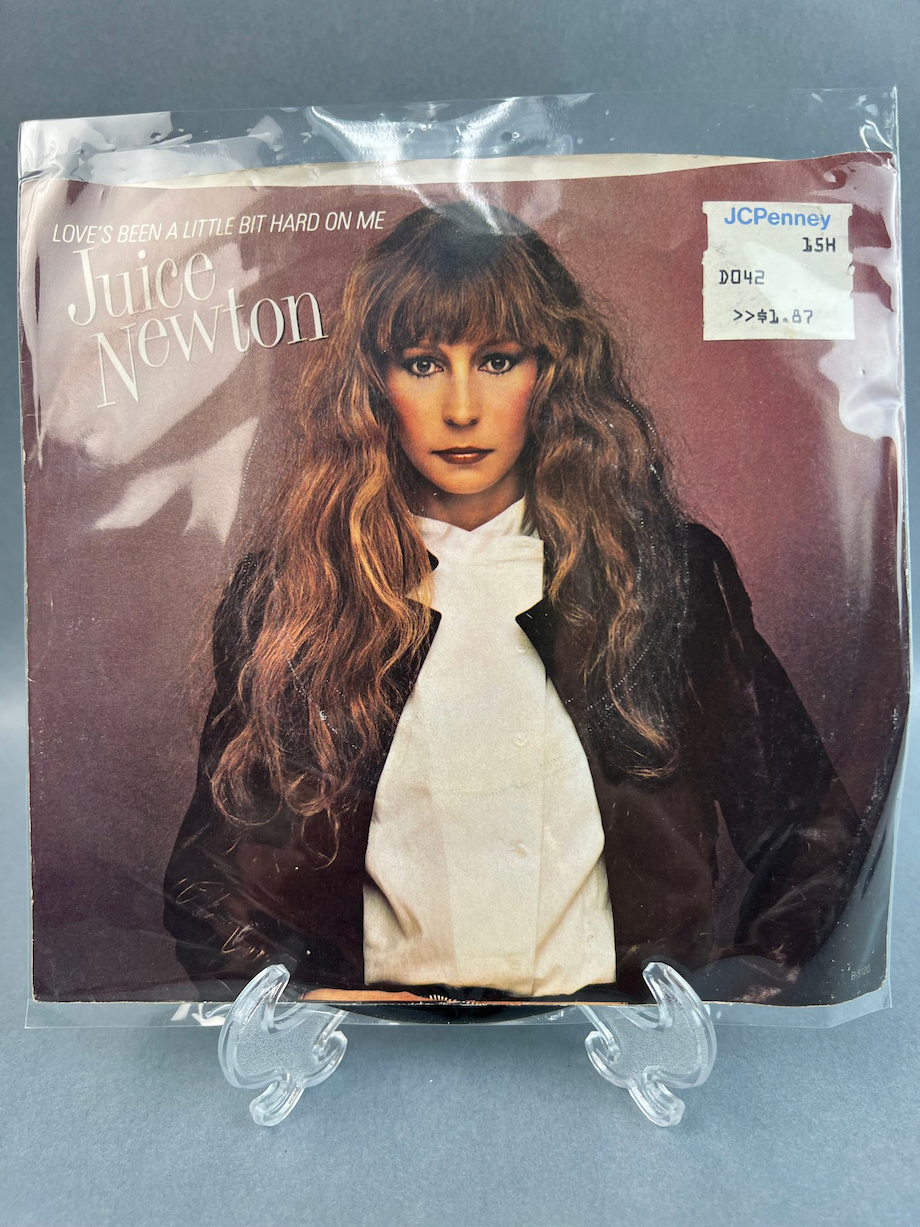 LOVE'S BEEN A LITTLE BIT HARD ON ME
Juice
Newton
JCPenney
15H
D042
>>$1.87